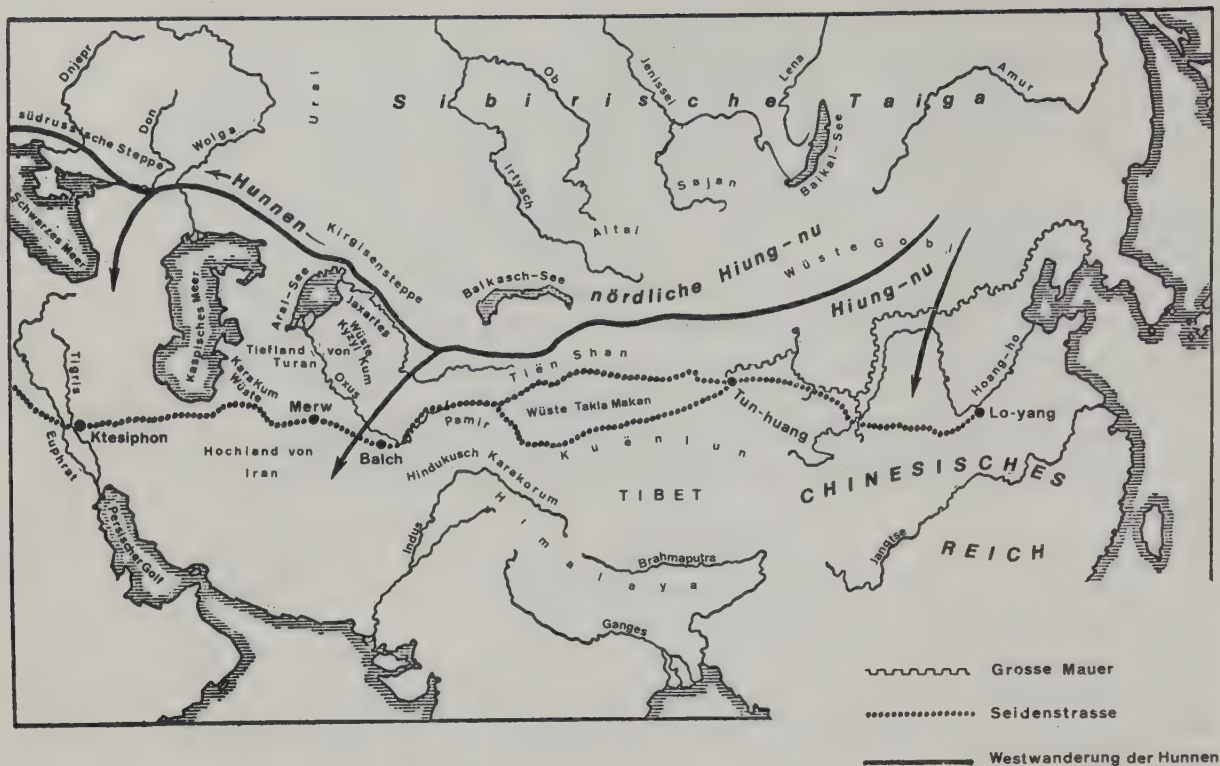 Dnjepr
Don
Wolga
südrussische Steppe
Ural
Sibirische Taiga
Ob
Irtysch
Jenissei
Lena
Amur
Sajan
Baikal-See
Altai
Schwarzes Meer
Hunnen
Kirgisensteppe
Balkasch-See
nördliche Hiung-nu
Wüste Gobi
Hiung-nu
Kaspisches Meer
Aral-See
Jaxartes
Wüste
Kyzyl Kum
Tiefland von
Turan
Oxus
Karakum
Wüste
Tiën Shan
Hoang-ho
Tigris
Euphrat
Ktesiphon
Merw
Balch
Pamir
Wüste Takla Makan
Tun-huang
Lo-yang
Hochland von
Iran
Kuënlun
Hindukusch
Karakorum
TIBET
CHINESISCHES
REICH
Persischer Golf
Indus
Himalaya
Brahmaputra
Ganges
Jangtse
Grosse Mauer
Seidenstrasse
Westwanderung der Hunnen